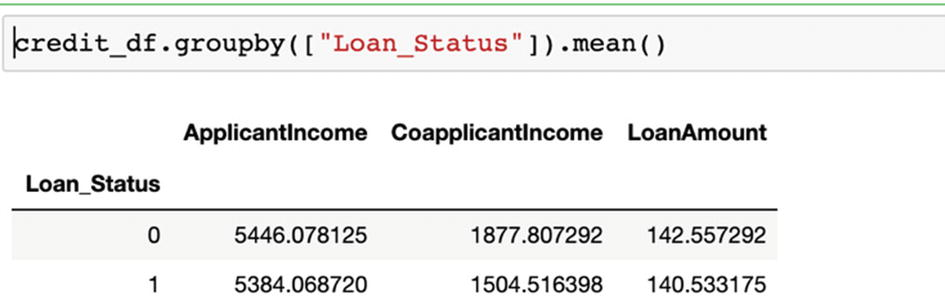 credit_df.groupby(["Loan_Status"]).mean()
ApplicantIncome CoapplicantIncome LoanAmount
Loan_Status
0 5446.078125 1877.807292 142.557292
1 5384.068720 1504.516398 140.533175